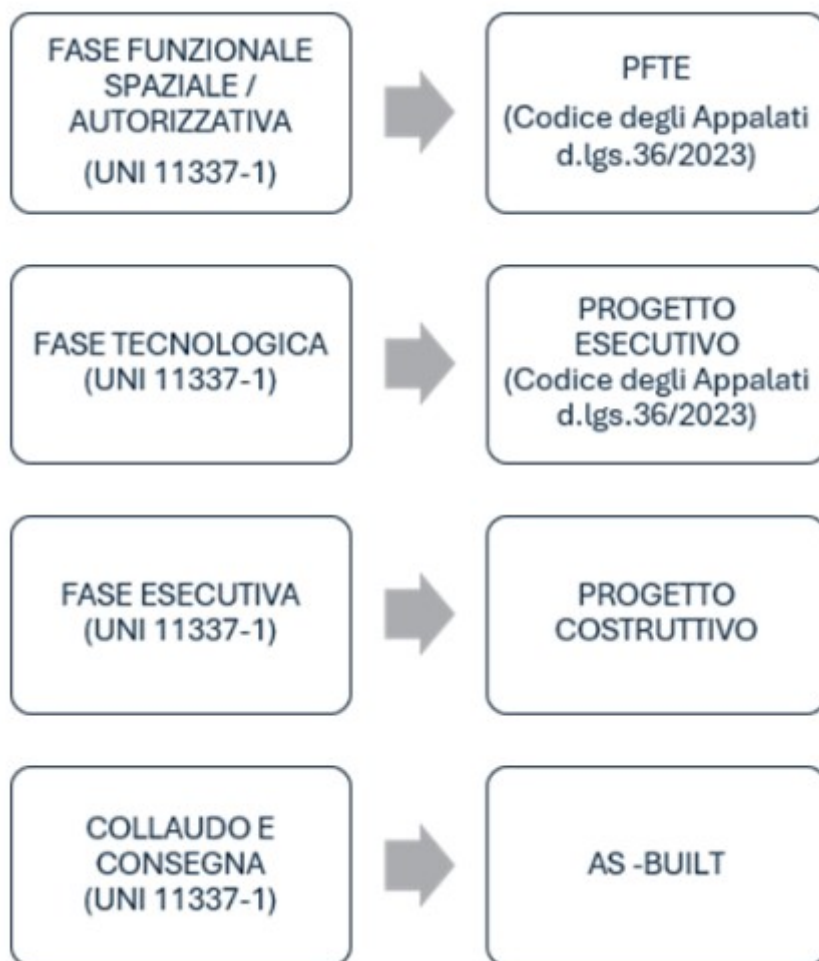 FASE FUNZIONALE
SPAZIALE /
AUTORIZZATIVA
(UNI 11337-1)
PFTE
(Codice degli Appalati
d.lgs.36/2023)
FASE TECNOLOGICA
(UNI 11337-1)
PROGETTO
ESECUTIVO
(Codice degli Appalati
d.lgs.36/2023)
FASE ESECUTIVA
(UNI 11337-1)
PROGETTO
COSTRUTTIVO
COLLAUDO E
CONSEGNA
(UNI 11337-1)
AS -BUILT